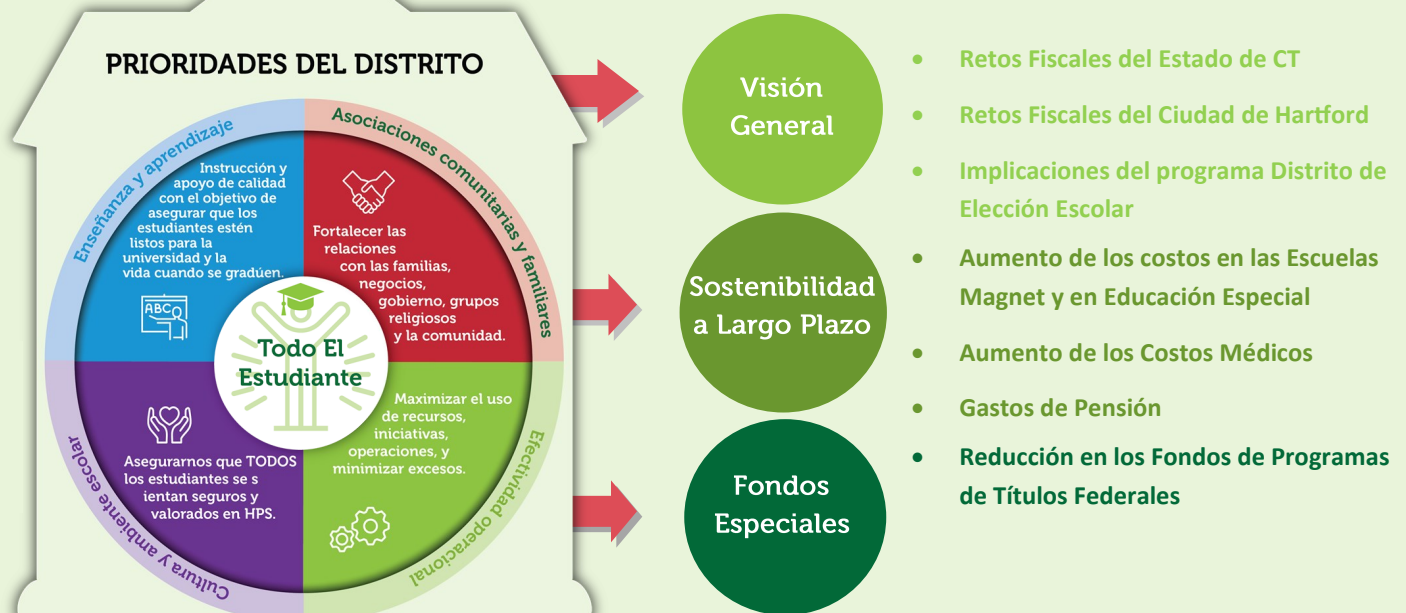 PRIORIDADES DEL DISTRITO
Enseñanza y aprendizaje
Instrucción y
apoyo de calidad
con el objetivo de
asegurar que los
estudiantes estén
listos para la
universidad y la
vida cuando se gradúen.
ABC
Asociaciones comunitarias y familiares
Fortalecer las
relaciones
con las familias,
negocios,
gobierno, grupos
religiosos
y la comunidad.
Todo El
Estudiante
Cultura y ambiente escolar
Asegurarnos que TODOS
los estudiantes se s
ientan seguros y
valorados en HPS.
Efectividad operacional
Maximizar el uso
de recursos,
iniciativas,
operaciones, y
minimizar excesos.
Visión
General
• Retos Fiscales del Estado de CT
• Retos Fiscales del Ciudad de Hartford
• Implicaciones del programa Distrito de
Elección Escolar
Sostenibilidad
a Largo Plazo
• Aumento de los costos en las Escuelas
Magnet y en Educación Especial
• Aumento de los Costos Médicos
• Gastos de Pensión
Fondos
Especiales
• Reducción en los Fondos de Programas
de Títulos Federales